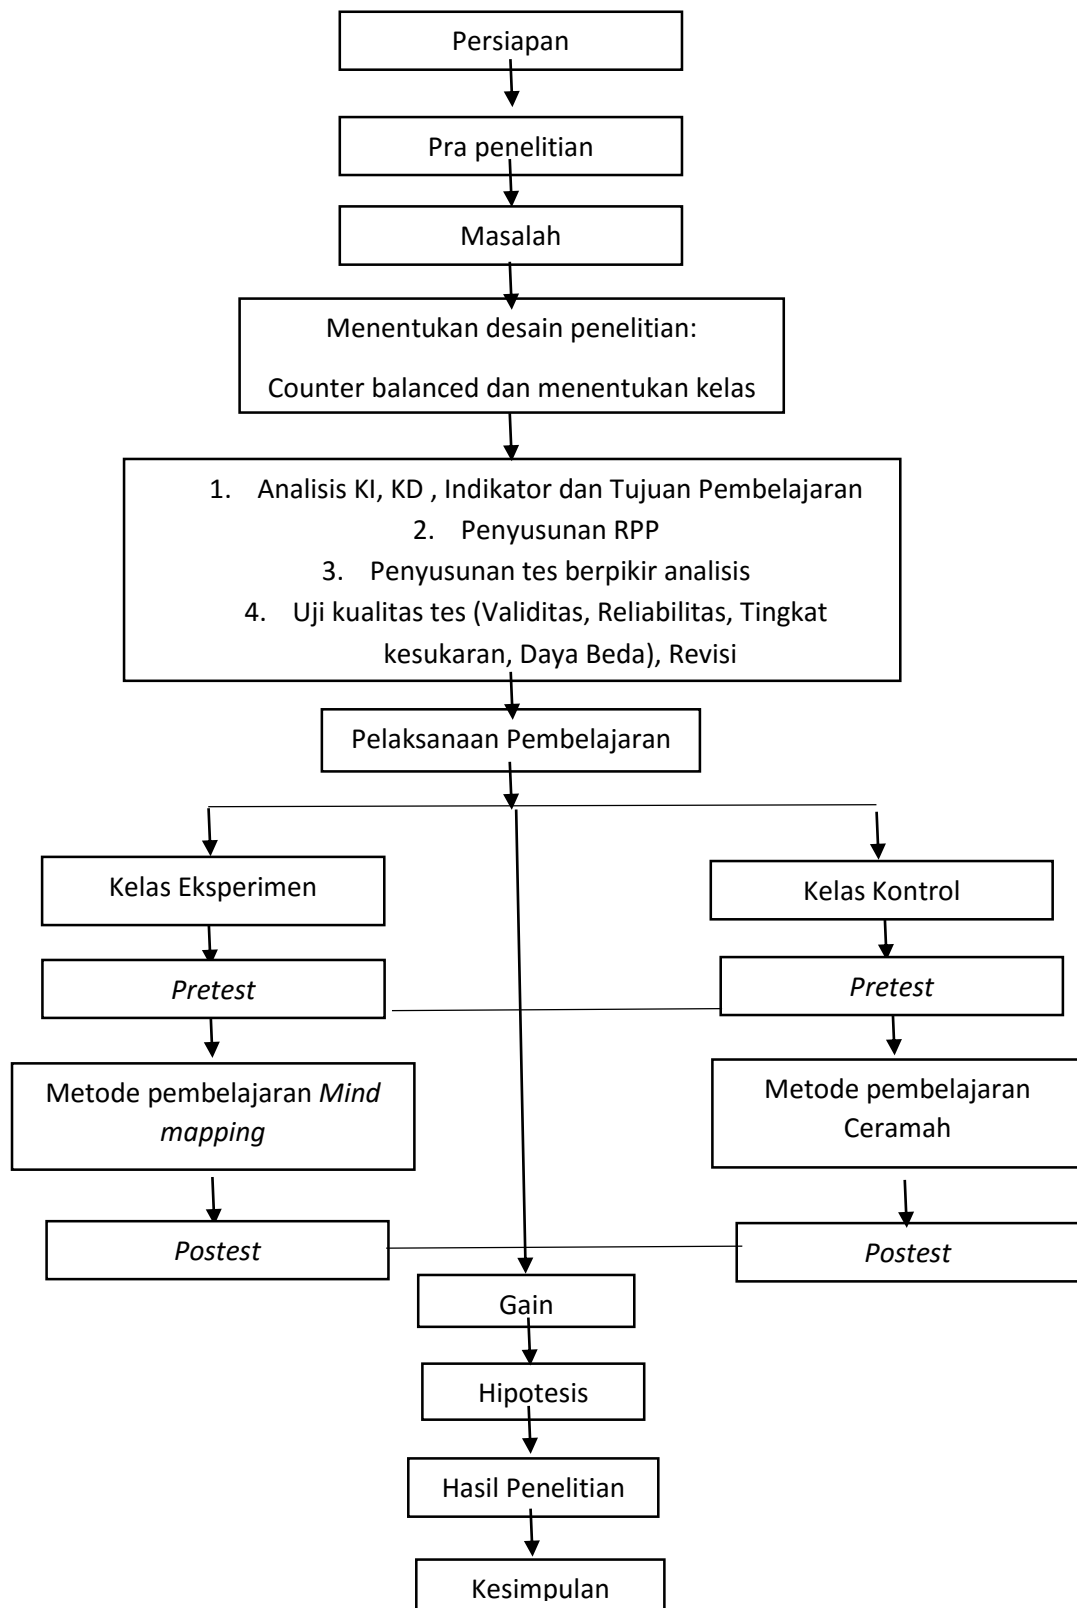 Persiapan
Pra penelitian
Masalah
Menentukan desain penelitian:
Counter balanced dan menentukan kelas
1. Analisis KI, KD , Indikator dan Tujuan Pembelajaran
2. Penyusunan RPP
3. Penyusunan tes berpikir analisis
4. Uji kualitas tes (Validitas, Reliabilitas, Tingkat
kesukaran, Daya Beda), Revisi
Pelaksanaan Pembelajaran
Kelas Eksperimen
Kelas Kontrol
Pretest
Pretest
Metode pembelajaran Mind
mapping
Metode pembelajaran
Ceramah
Postest
Postest
Gain
Hipotesis
Hasil Penelitian
Kesimpulan